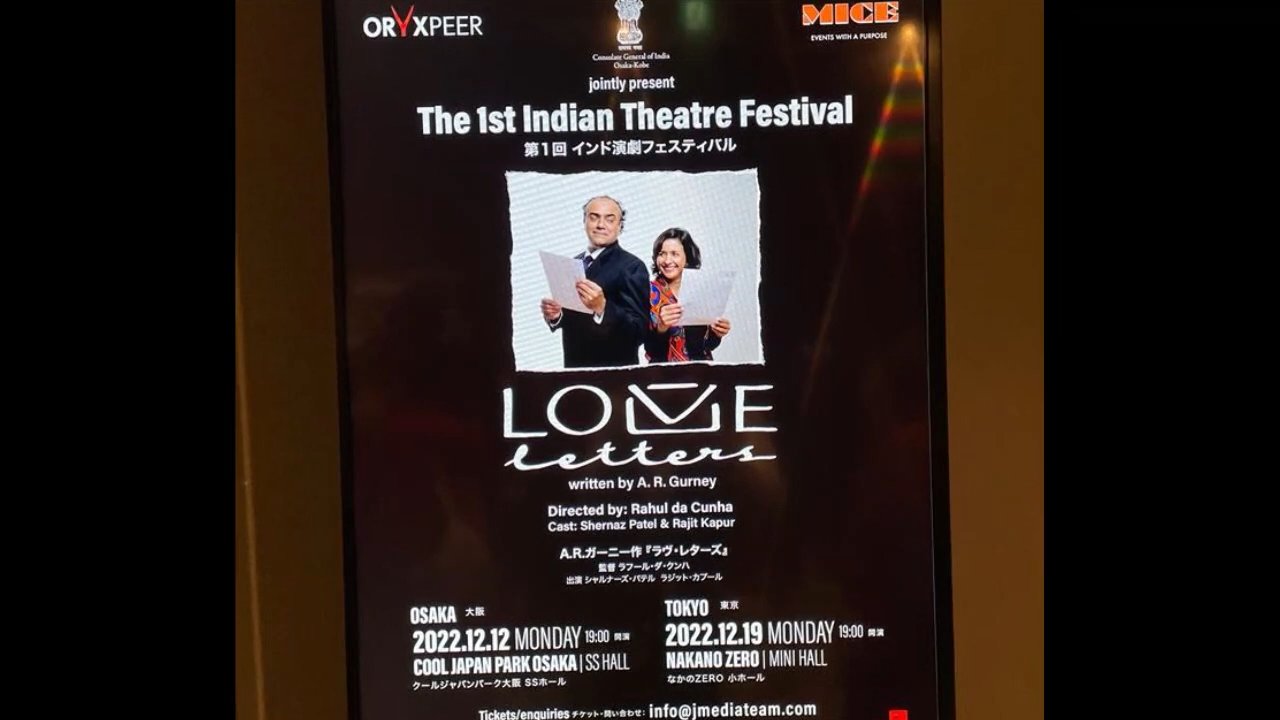 ORYXPEER
MICE
EVENTS WITH A PURPOSE
Consulate General of India
Osaka-Kobe
jointly present
The 1st Indian Theatre Festival
第1回 インド演劇フェスティバル
LOVE
letters
written by A. R. Gurney
Directed by: Rahul da Cunha
Cast: Shernaz Patel & Rajit Kapur
A.R.ガーニー作『ラヴ・レターズ』
監督 ラフール・ダ・クンハ
出演 シャルナーズ・パテル ラジット・カプール
OSAKA 大阪
2022.12.12 MONDAY 19:00 開演
COOL JAPAN PARK OSAKA | SS HALL
クールジャパンパーク大阪 SSホール
TOKYO 東京
2022.12.19 MONDAY 19:00 開演
NAKANO ZERO | MINI HALL
なかのZERO 小ホール
Tickets/enquiries チケット・問い合わせ: info@jmediateam.com